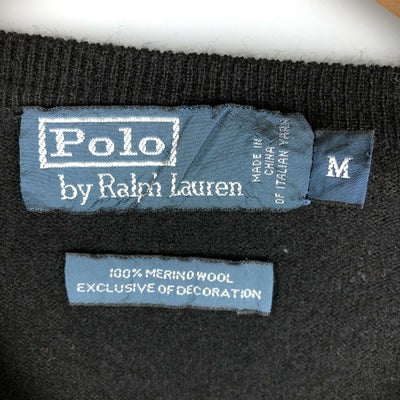 Polo
by Ralph Lauren
MADE IN
CHINA
OF ITALIAN YARN
M
100% MERINO WOOL
EXCLUSIVE OF DECORATION